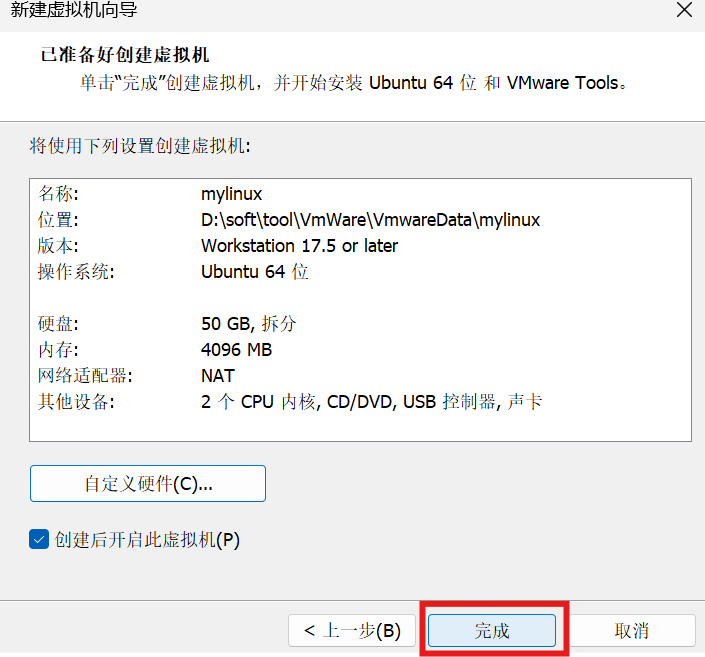 新建虚拟机向导
已准备好创建虚拟机
单击“完成”创建虚拟机，并开始安装 Ubuntu 64 位 和 VMware Tools。
将使用下列设置创建虚拟机:
名称: mylinux
位置: D:\soft\tool\VmWare\VmwareData\mylinux
版本: Workstation 17.5 or later
操作系统: Ubuntu 64 位
硬盘: 50 GB, 拆分
内存: 4096 MB
网络适配器: NAT
其他设备: 2 个 CPU 内核, CD/DVD, USB 控制器, 声卡
自定义硬件(C)...
创建后开启此虚拟机(P)
< 上一步(B) 完成 取消